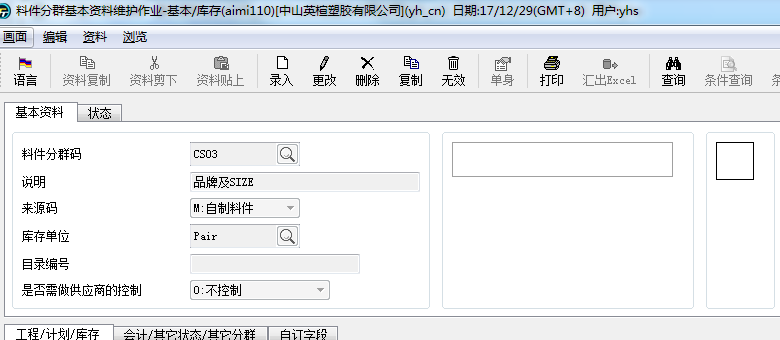 料件分群基本资料维护作业-基本/库存(aimi110)[中山英楦塑胶有限公司](yh_cn) 日期:17/12/29(GMT+8) 用户:yhs
画面 编辑 资料 浏览
语言 资料复制 资料剪下 资料贴上 录入 更改 删除 复制 无效 单身 打印 汇出Excel 查询 条件查询
基本资料 状态
料件分群码 CS03
说明 品牌及SIZE
来源码 M:自制料件
库存单位 Pair
目录编号
是否需做供应商的控制 0:不控制
工程/计划/库存 会计/其它状态/其它分群 自订字段